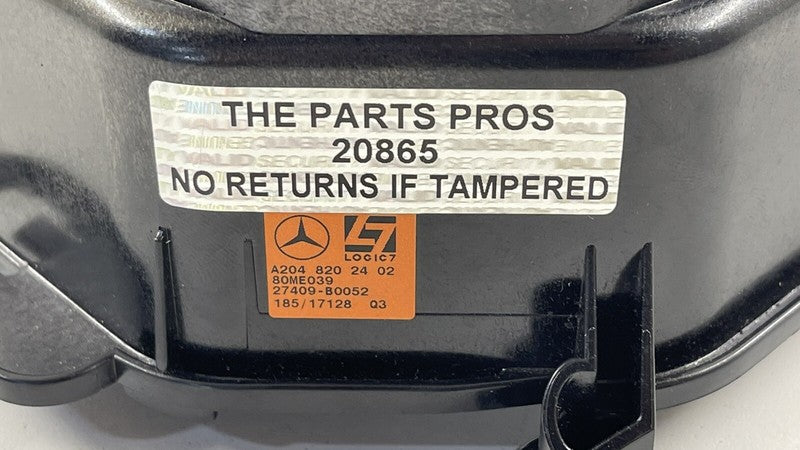 THE PARTS PROS
20865
NO RETURNS IF TAMPERED
LOGIC7
A204 820 24 02
80ME039
27409-B0052
185/17128 Q3